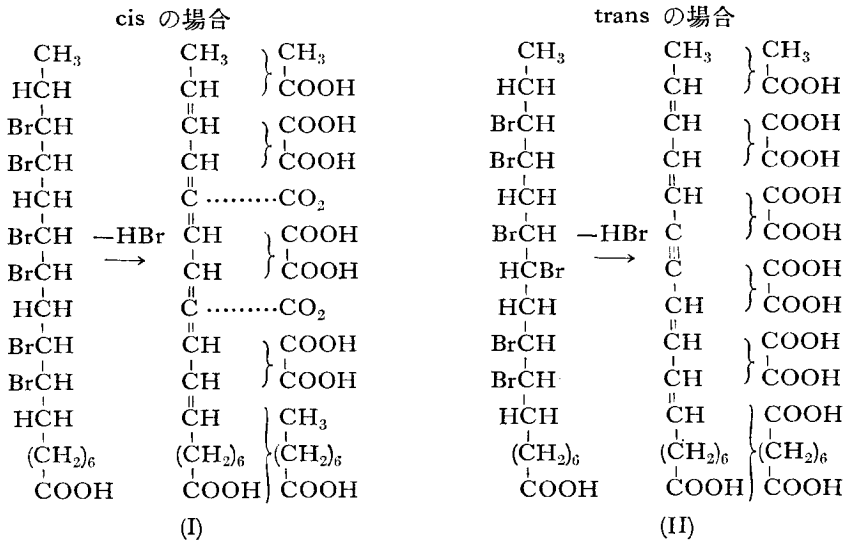 cis の場合 trans の場合
CH₃ CH₃ CH₃ CH₃ CH₃ CH₃
HCH CH COOH HCH CH COOH
BrCH CH COOH BrCH CH COOH
BrCH CH COOH BrCH CH COOH
HCH C ········· CO₂ HCH CH COOH
BrCH —HBr CH COOH BrCH —HBr C COOH
BrCH → CH COOH HCBr → C COOH
HCH C ········· CO₂ HCH CH COOH
BrCH CH COOH BrCH CH COOH
BrCH CH COOH BrCH CH COOH
HCH CH CH₃ HCH CH COOH
(CH₂)₆ (CH₂)₆ (CH₂)₆ (CH₂)₆ (CH₂)₆ (CH₂)₆
COOH COOH COOH COOH COOH COOH
(I) (II)